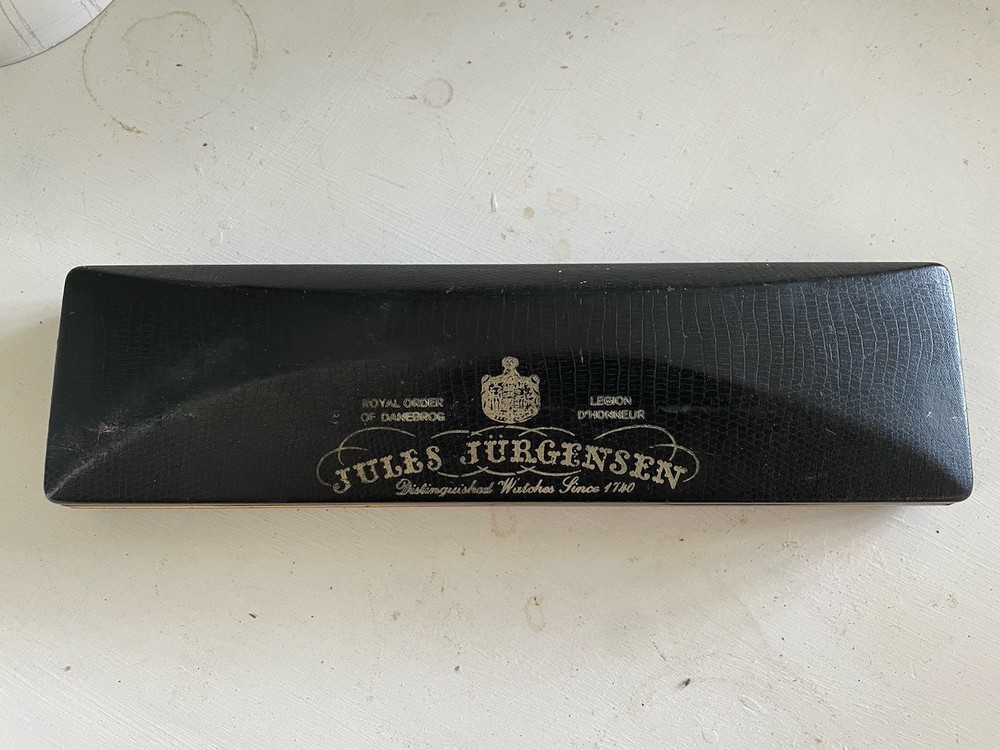 ROYAL ORDER
OF DANEBROG
LEGION
D'HONNEUR
JULES JÜRGENSEN
Distinguished Watches Since 1740